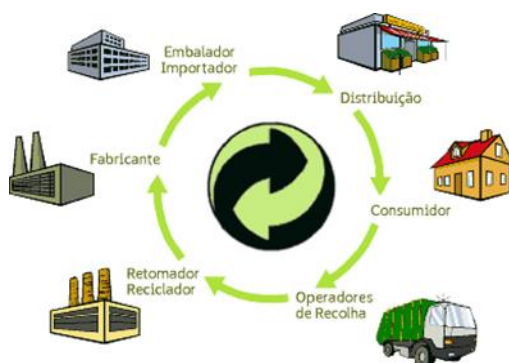 Embalador
Importador
Distribuição
Fabricante
Consumidor
Retomador
Reciclador
Operadores
de Recolha